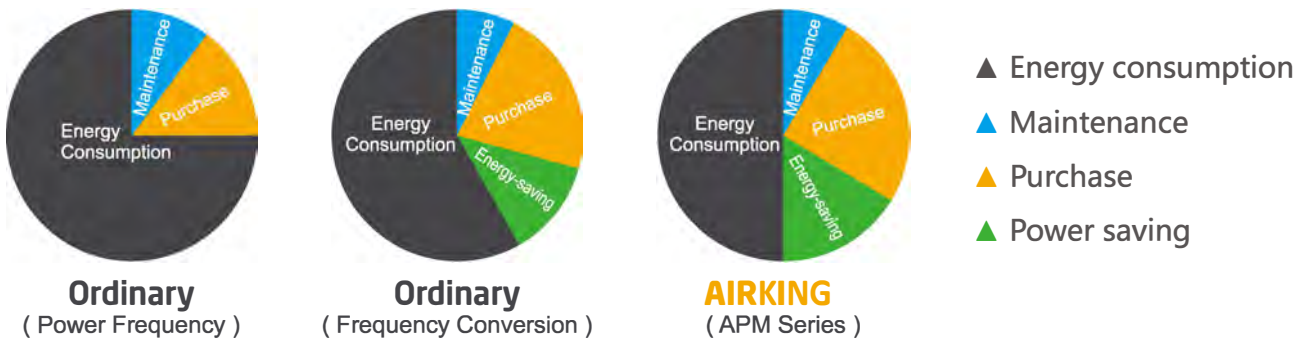 Maintenance
Purchase
Energy
Consumption
Ordinary
( Power Frequency )
Maintenance
Purchase
Energy
Consumption
Energy-saving
Ordinary
( Frequency Conversion )
Maintenance
Purchase
Energy
Consumption
Energy-saving
AIRKING
( APM Series )
▲ Energy consumption
▲ Maintenance
▲ Purchase
▲ Power saving